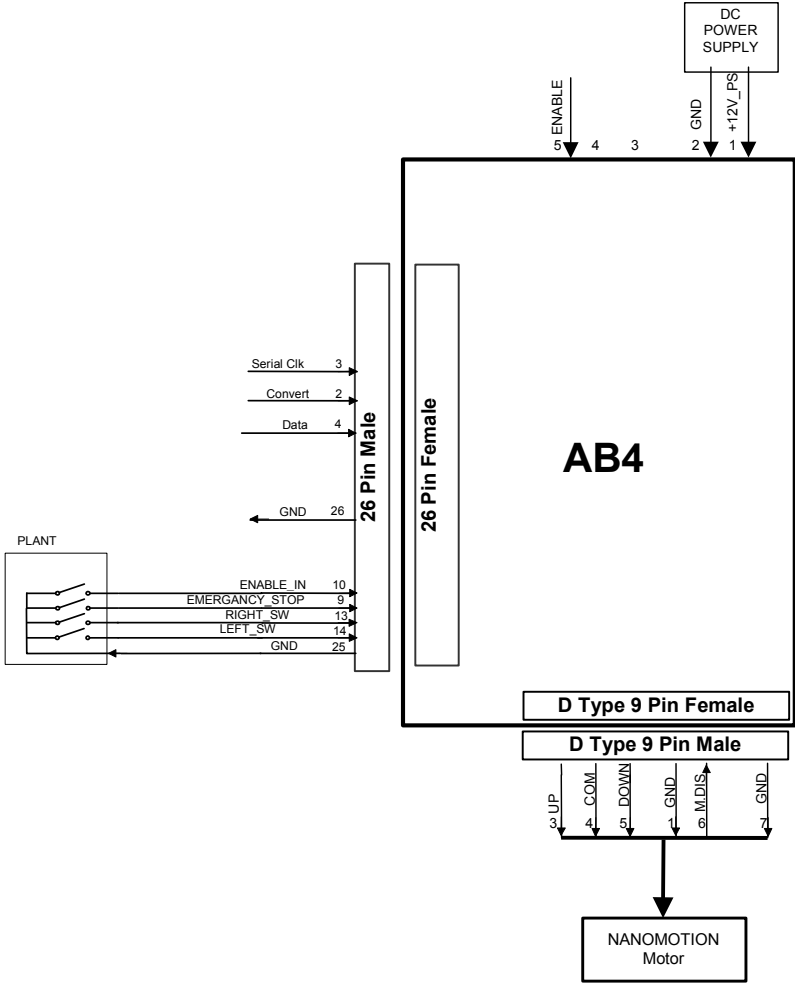 DC
POWER
SUPPLY
ENABLE
GND
+12V_PS
5 4 3 2 1
Serial Clk 3
Convert 2
Data 4
GND 26
26 Pin Male
26 Pin Female
AB4
PLANT
ENABLE_IN 10
EMERGANCY_STOP 9
RIGHT_SW 13
LEFT_SW 14
GND 25
D Type 9 Pin Female
D Type 9 Pin Male
UP
COM
DOWN
GND
M.DIS
GND
3 4 5 1 6 7
NANOMOTION
Motor